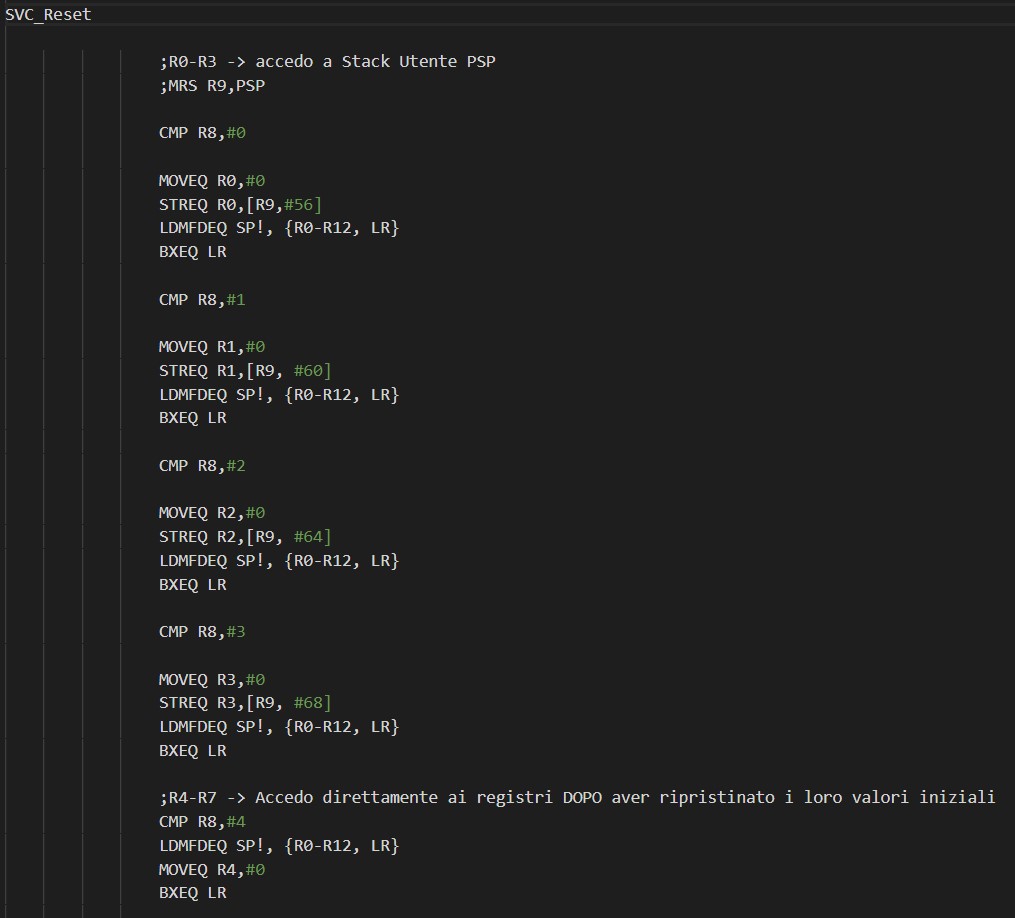 SVC_Reset
;R0-R3 -> accedo a Stack Utente PSP
;MRS R9,PSP
CMP R8,#0
MOVEQ R0,#0
STREQ R0,[R9,#56]
LDMFDEQ SP!, {R0-R12, LR}
BXEQ LR
CMP R8,#1
MOVEQ R1,#0
STREQ R1,[R9, #60]
LDMFDEQ SP!, {R0-R12, LR}
BXEQ LR
CMP R8,#2
MOVEQ R2,#0
STREQ R2,[R9, #64]
LDMFDEQ SP!, {R0-R12, LR}
BXEQ LR
CMP R8,#3
MOVEQ R3,#0
STREQ R3,[R9, #68]
LDMFDEQ SP!, {R0-R12, LR}
BXEQ LR
;R4-R7 -> Accedo direttamente ai registri DOPO aver ripristinato i loro valori iniziali
CMP R8,#4
LDMFDEQ SP!, {R0-R12, LR}
MOVEQ R4,#0
BXEQ LR